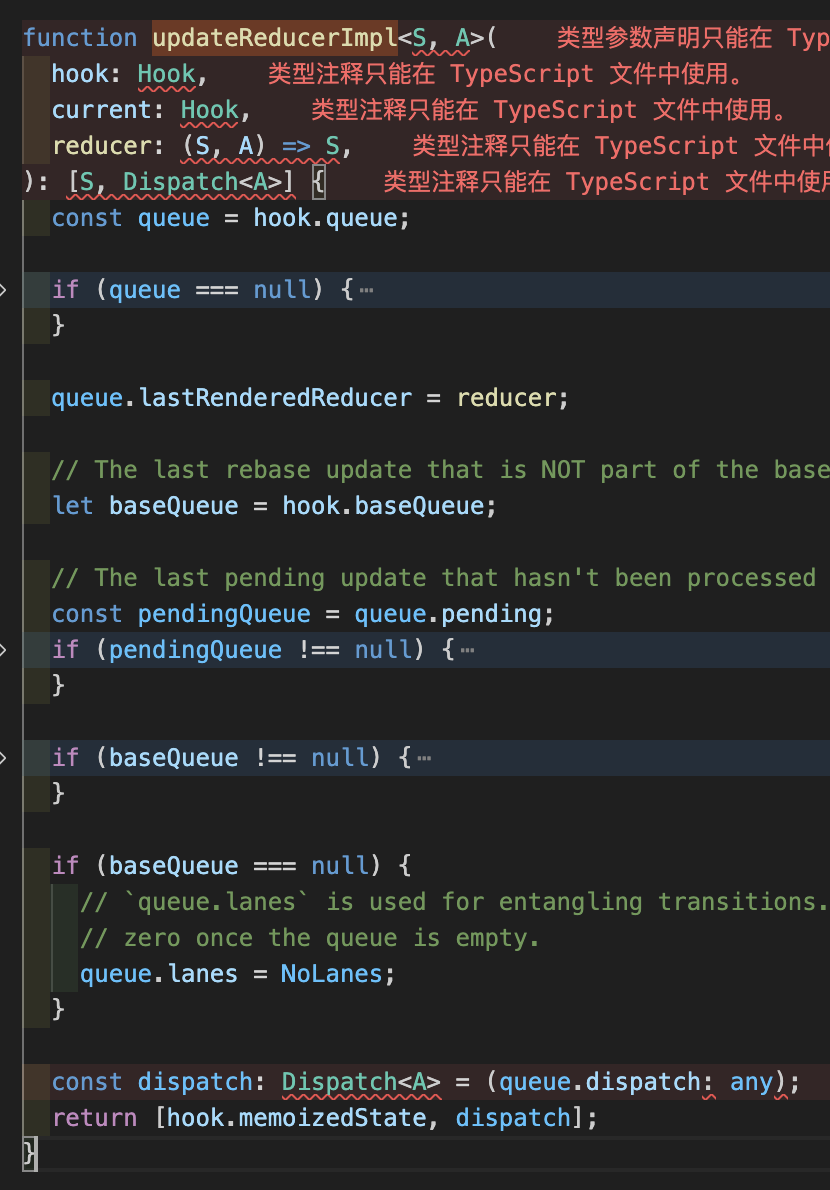 function updateReducerImpl<S, A>(    类型参数声明只能在 Typ
  hook: Hook,    类型注释只能在 TypeScript 文件中使用。
  current: Hook,    类型注释只能在 TypeScript 文件中使用。
  reducer: (S, A) => S,    类型注释只能在 TypeScript 文件中
): [S, Dispatch<A>] {    类型注释只能在 TypeScript 文件中使
  const queue = hook.queue;
  if (queue === null) {⋯
  }
  queue.lastRenderedReducer = reducer;
  // The last rebase update that is NOT part of the base
  let baseQueue = hook.baseQueue;
  // The last pending update that hasn't been processed
  const pendingQueue = queue.pending;
  if (pendingQueue !== null) {⋯
  }
  if (baseQueue !== null) {⋯
  }
  if (baseQueue === null) {
    // `queue.lanes` is used for entangling transitions.
    // zero once the queue is empty.
    queue.lanes = NoLanes;
  }
  const dispatch: Dispatch<A> = (queue.dispatch: any);
  return [hook.memoizedState, dispatch];
}